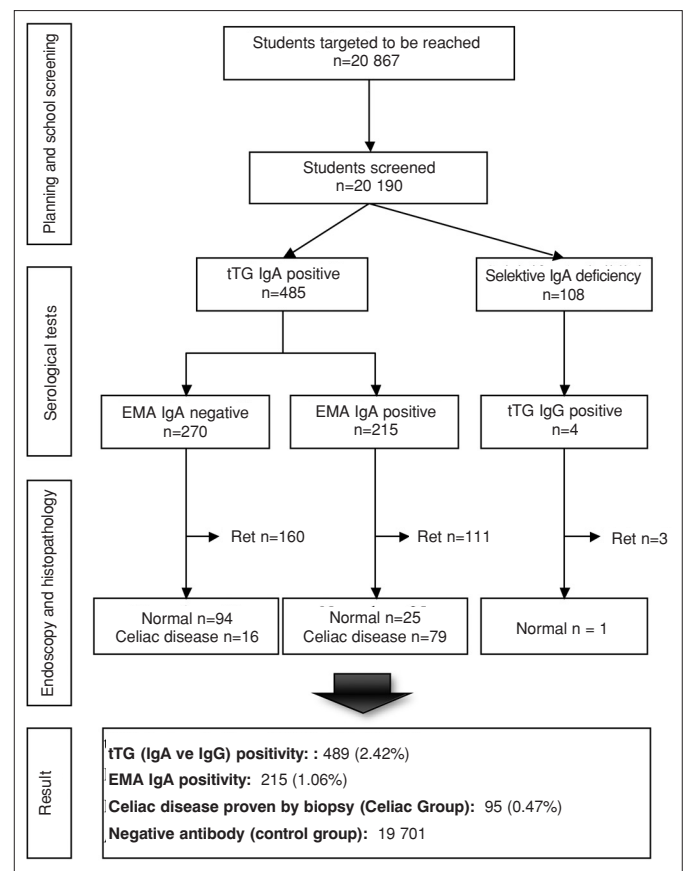 Planning and school screening
Students targeted to be reached
n=20 867
Students screened
n=20 190
Serological tests
tTG IgA positive
n=485
Selektive IgA deficiency
n=108
EMA IgA negative
n=270
EMA IgA positive
n=215
tTG IgG positive
n=4
Endoscopy and histopathology
Ret n=160
Ret n=111
Ret n=3
Normal n=94
Celiac disease n=16
Normal n=25
Celiac disease n=79
Normal n = 1
Result
tTG (IgA ve IgG) positivity: : 489 (2.42%)
EMA IgA positivity: 215 (1.06%)
Celiac disease proven by biopsy (Celiac Group): 95 (0.47%)
Negative antibody (control group): 19 701